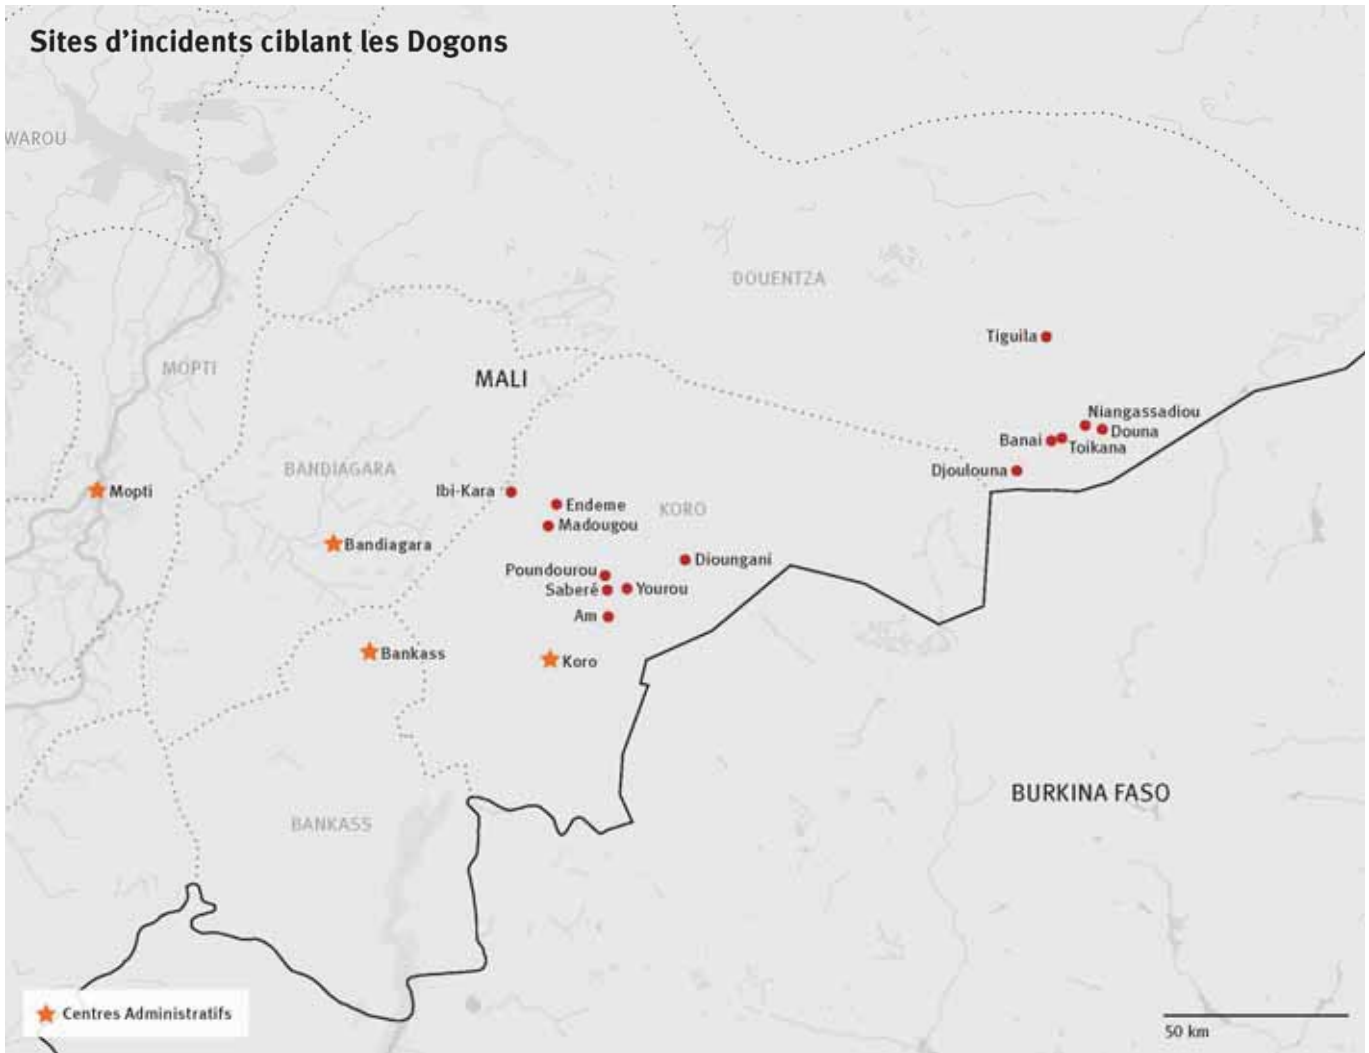 Sites d'incidents ciblant les Dogons
WAROU
DOUENTZA
Tiguila
MOPTI
MALI
Niangassadiou
Douna
Banai
Toikana
BANDIAGARA
Djoulouna
Mopti
Ibi-Kara
Endeme
KORO
Madougou
Bandiagara
Dioungani
Poundourou
Saberé
Yourou
Am
Bankass
Koro
BURKINA FASO
BANKASS
Centres Administratifs
50 km